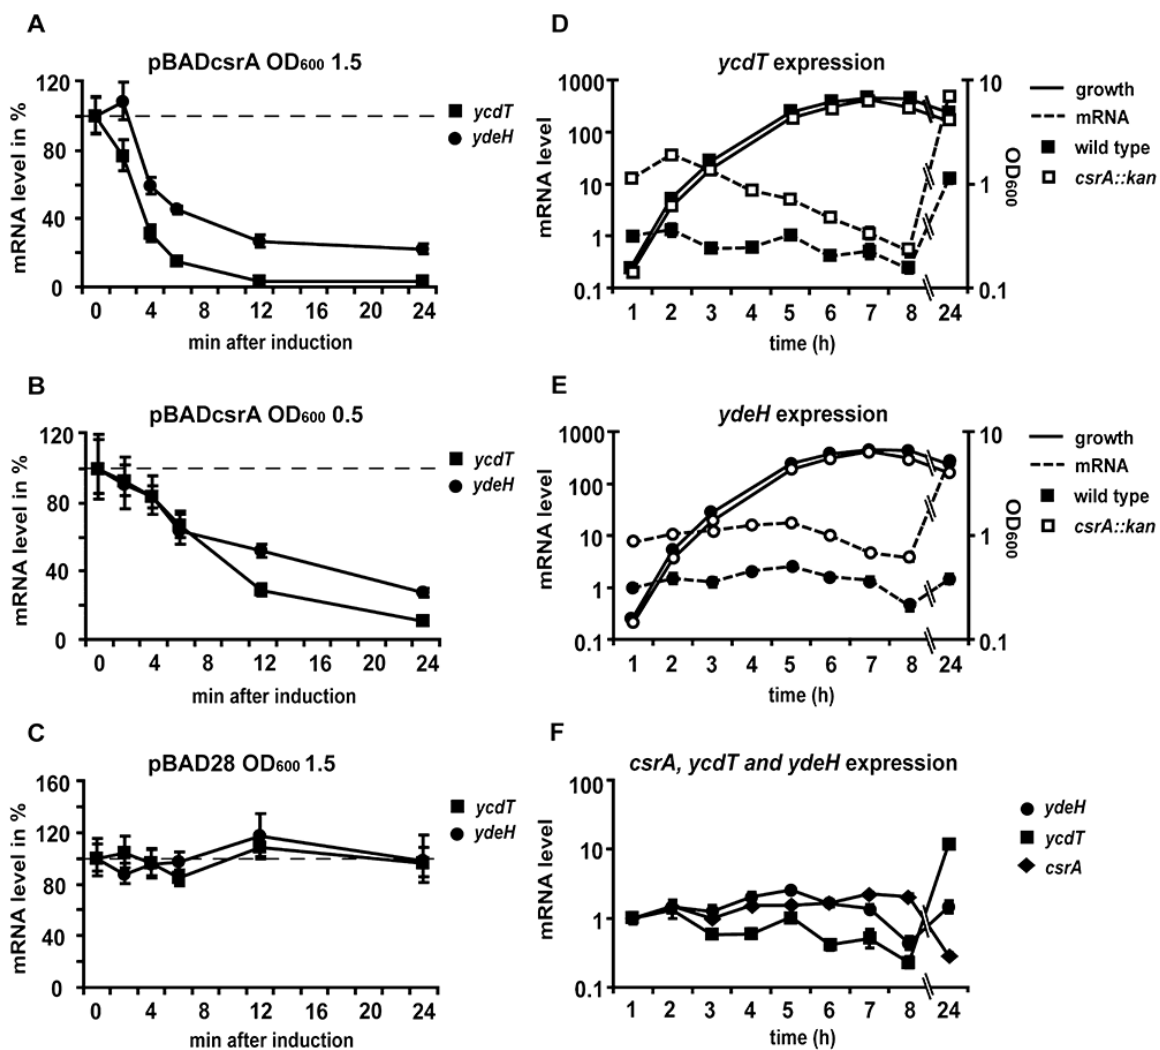 A
pBADcsrA OD600 1.5
mRNA level in %
120
80
40
0
0 4 8 12 16 20 24
min after induction
ycdT
ydeH
B
pBADcsrA OD600 0.5
mRNA level in %
120
80
40
0
0 4 8 12 16 20 24
min after induction
ycdT
ydeH
C
pBAD28 OD600 1.5
mRNA level in %
160
120
80
40
0
0 4 8 12 16 20 24
min after induction
ycdT
ydeH
D
ycdT expression
mRNA level
1000
100
10
1
0.1
10
1
0.1
OD600
1 2 3 4 5 6 7 8 24
time (h)
growth
mRNA
wild type
csrA::kan
E
ydeH expression
mRNA level
1000
100
10
1
0.1
10
1
0.1
OD600
1 2 3 4 5 6 7 8 24
time (h)
growth
mRNA
wild type
csrA::kan
F
csrA, ycdT and ydeH expression
mRNA level
100
10
1
0.1
1 2 3 4 5 6 7 8 24
time (h)
ydeH
ycdT
csrA